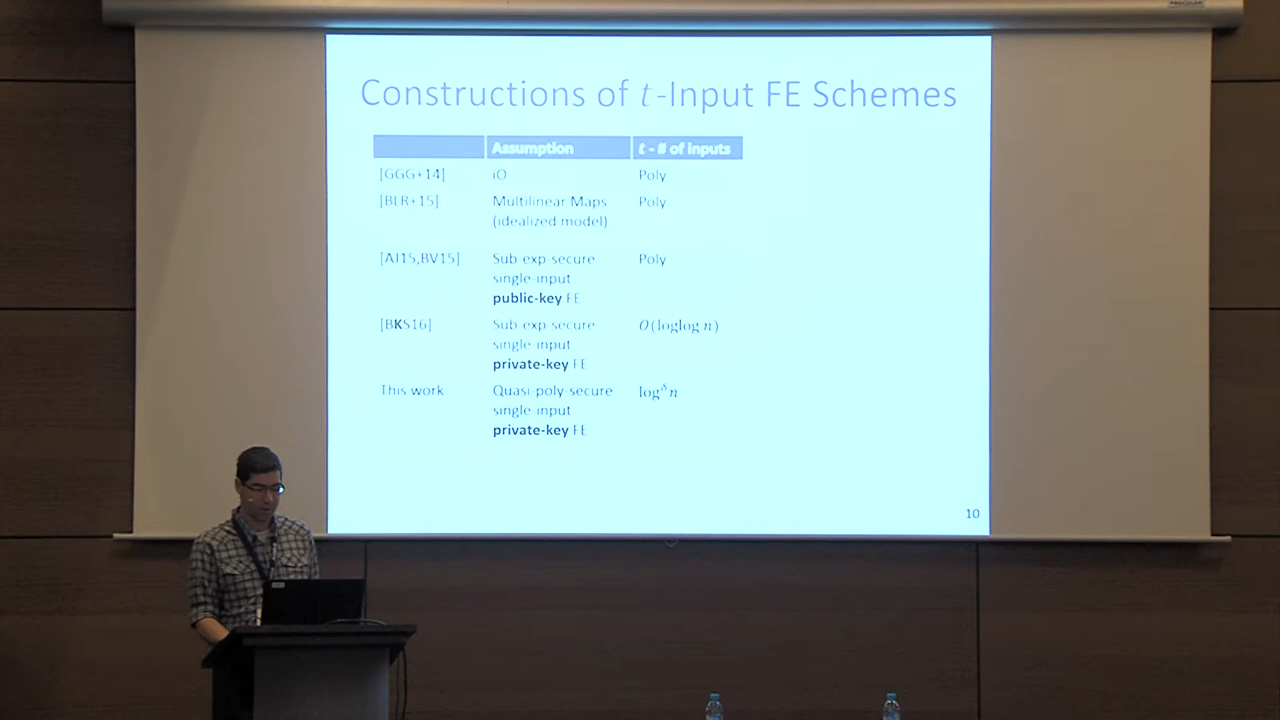 Constructions of t-Input FE Schemes
Assumption t - # of inputs
[GGG+14] iO Poly
[BLR+15] Multilinear Maps Poly
(idealized model)
[AJ15,BV15] Sub exp secure Poly
single input
public-key FE
[BKS16] Sub exp secure O(loglog n)
single input
private-key FE
This work Quasi poly secure log^δ n
single input
private-key FE
10